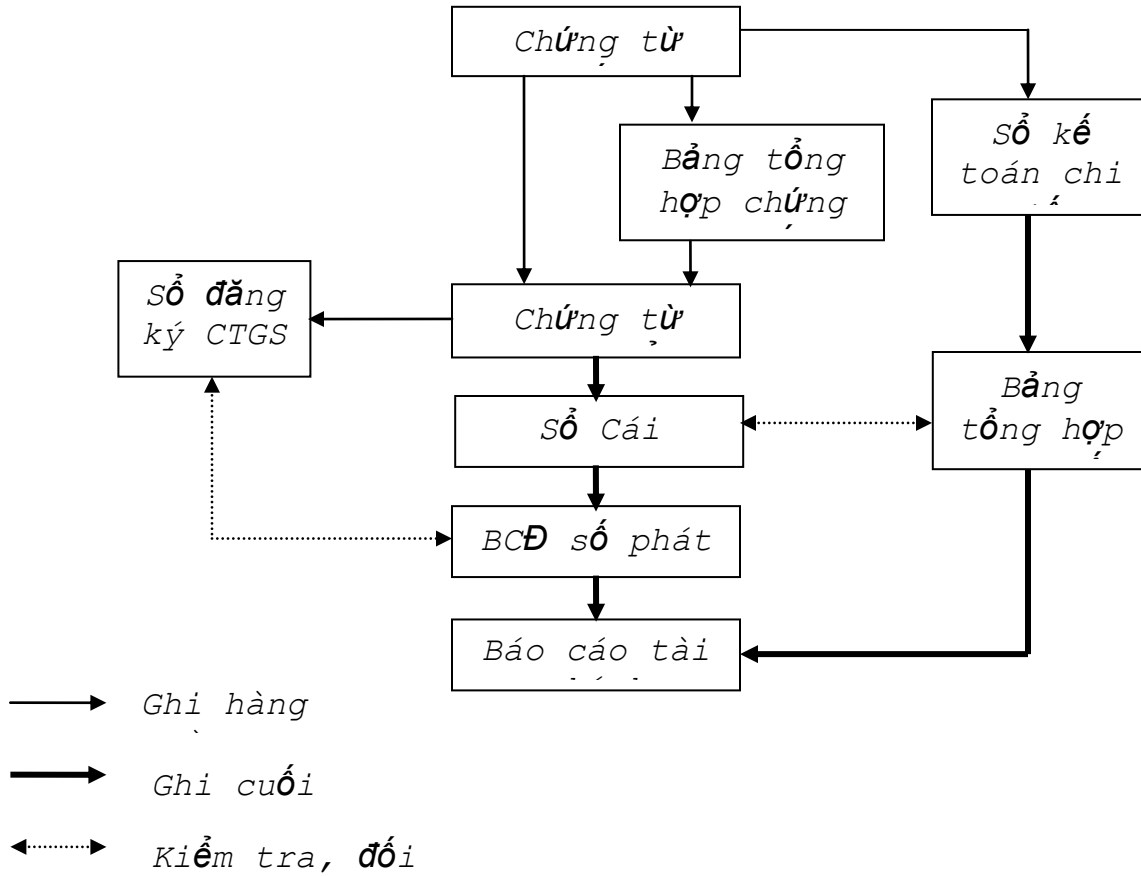 Chứng từ
Sổ kế
toán chi
Bảng tổng
hợp chứng
Sổ đăng
ký CTGS
Chứng từ
Bảng
tổng hợp
Sổ Cái
BCĐ số phát
Báo cáo tài
Ghi hàng
Ghi cuối
Kiểm tra, đối